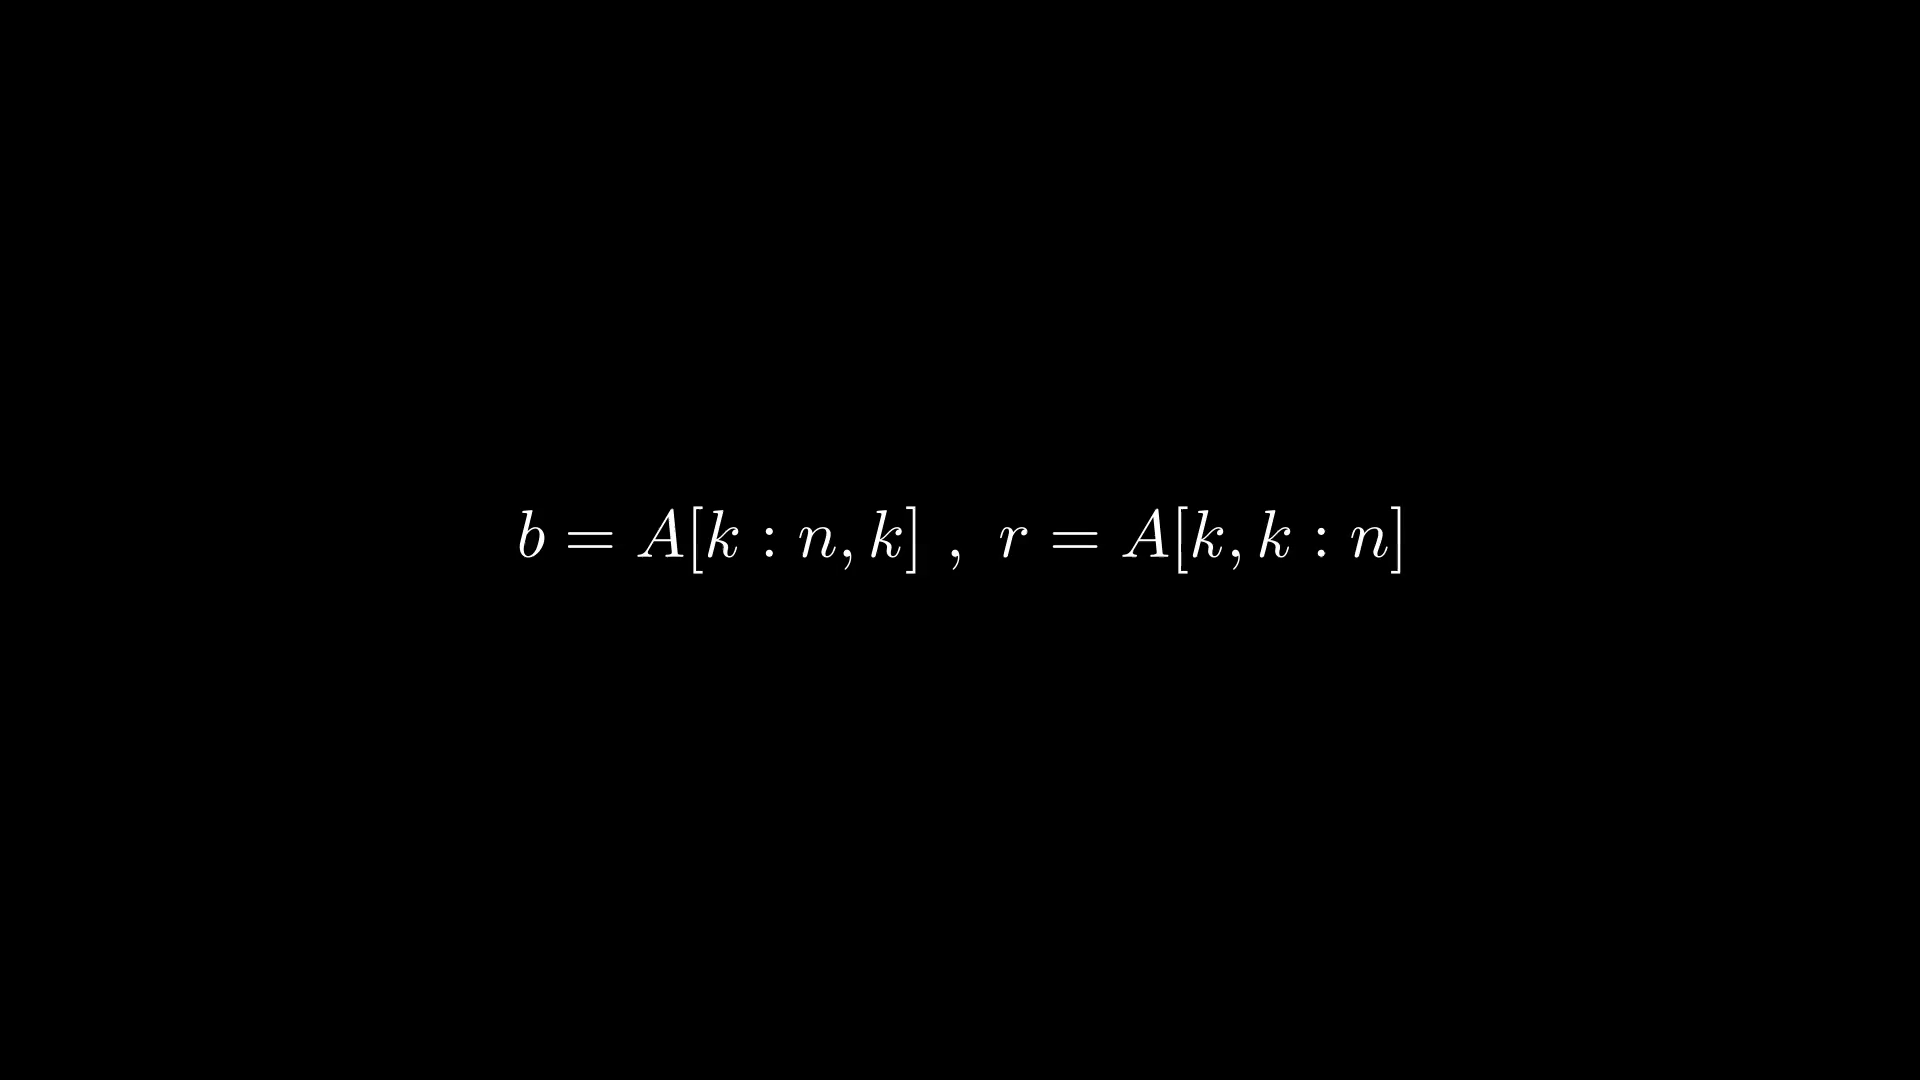 b = A[k : n, k] , r = A[k, k : n]